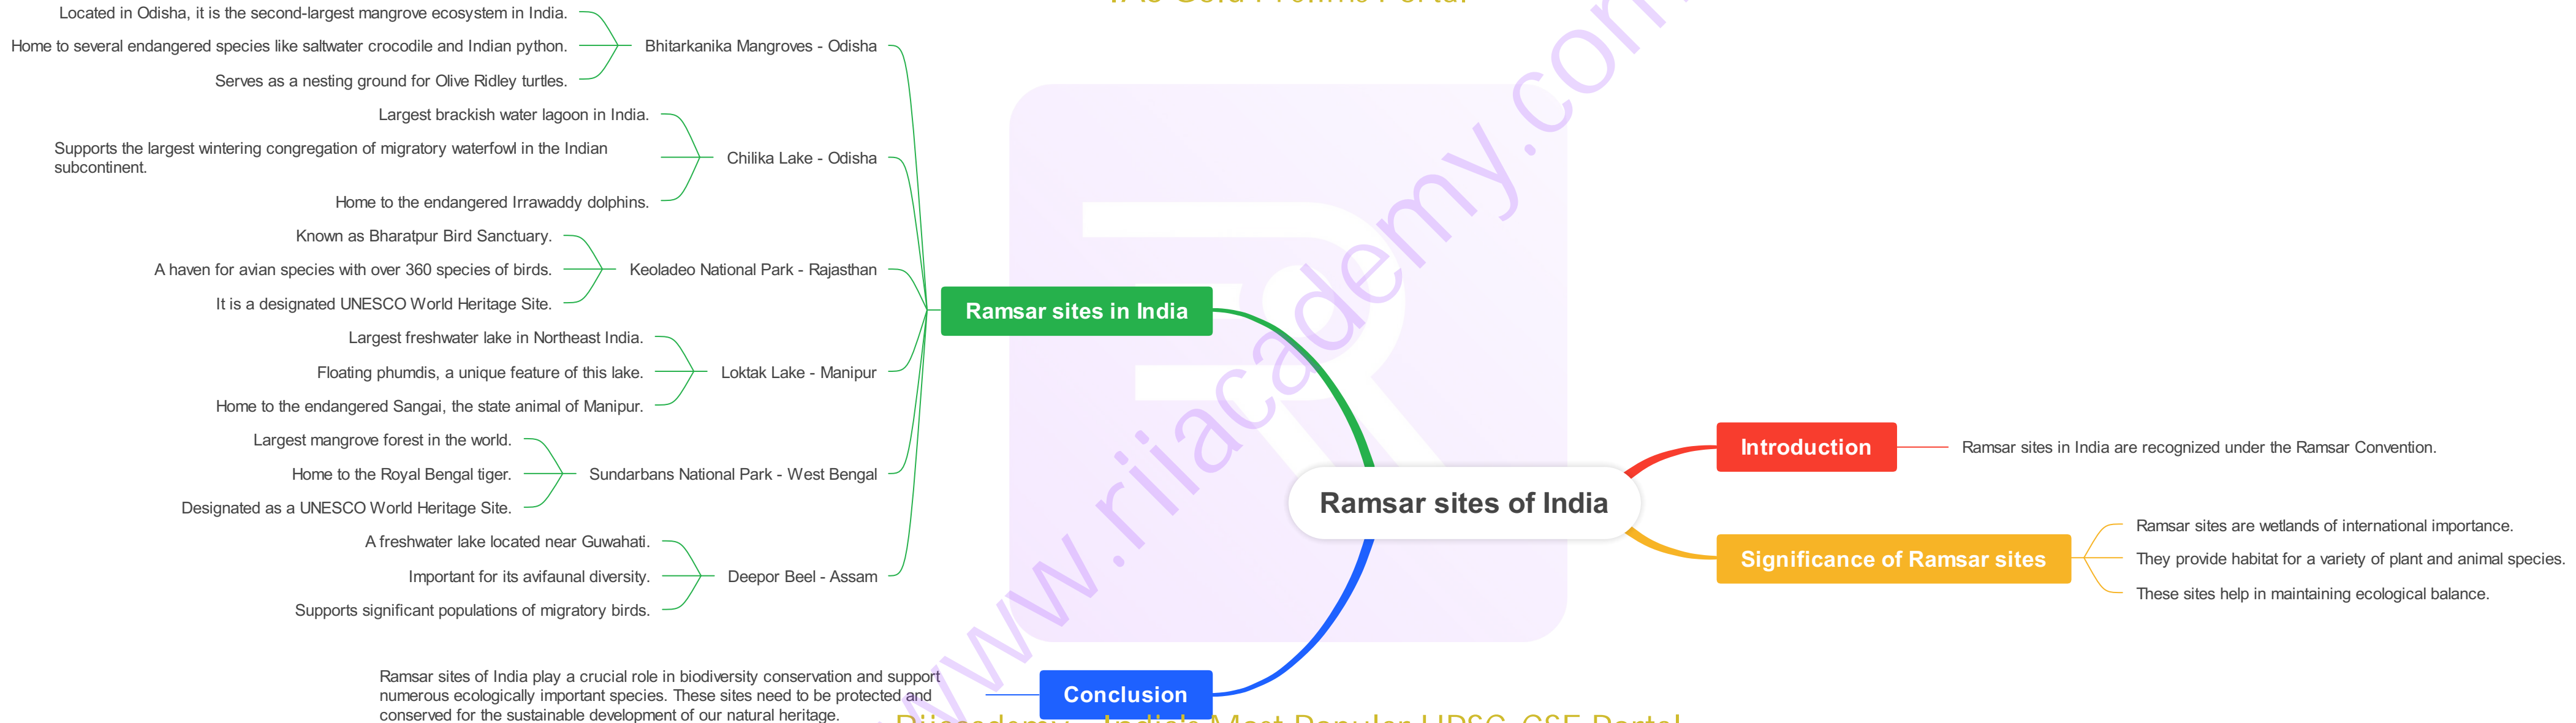 Ramsar sites of India
Introduction
Ramsar sites in India are recognized under the Ramsar Convention.
Significance of Ramsar sites
Ramsar sites are wetlands of international importance.
They provide habitat for a variety of plant and animal species.
These sites help in maintaining ecological balance.
Ramsar sites in India
Bhitarkanika Mangroves - Odisha
Located in Odisha, it is the second-largest mangrove ecosystem in India.
Home to several endangered species like saltwater crocodile and Indian python.
Serves as a nesting ground for Olive Ridley turtles.
Chilika Lake - Odisha
Largest brackish water lagoon in India.
Supports the largest wintering congregation of migratory waterfowl in the Indian
subcontinent.
Home to the endangered Irrawaddy dolphins.
Keoladeo National Park - Rajasthan
Known as Bharatpur Bird Sanctuary.
A haven for avian species with over 360 species of birds.
It is a designated UNESCO World Heritage Site.
Loktak Lake - Manipur
Largest freshwater lake in Northeast India.
Floating phumdis, a unique feature of this lake.
Home to the endangered Sangai, the state animal of Manipur.
Sundarbans National Park - West Bengal
Largest mangrove forest in the world.
Home to the Royal Bengal tiger.
Designated as a UNESCO World Heritage Site.
Deepor Beel - Assam
A freshwater lake located near Guwahati.
Important for its avifaunal diversity.
Supports significant populations of migratory birds.
Conclusion
Ramsar sites of India play a crucial role in biodiversity conservation and support
numerous ecologically important species. These sites need to be protected and
conserved for the sustainable development of our natural heritage.
India's Most Popular UPSC-CSE Portal